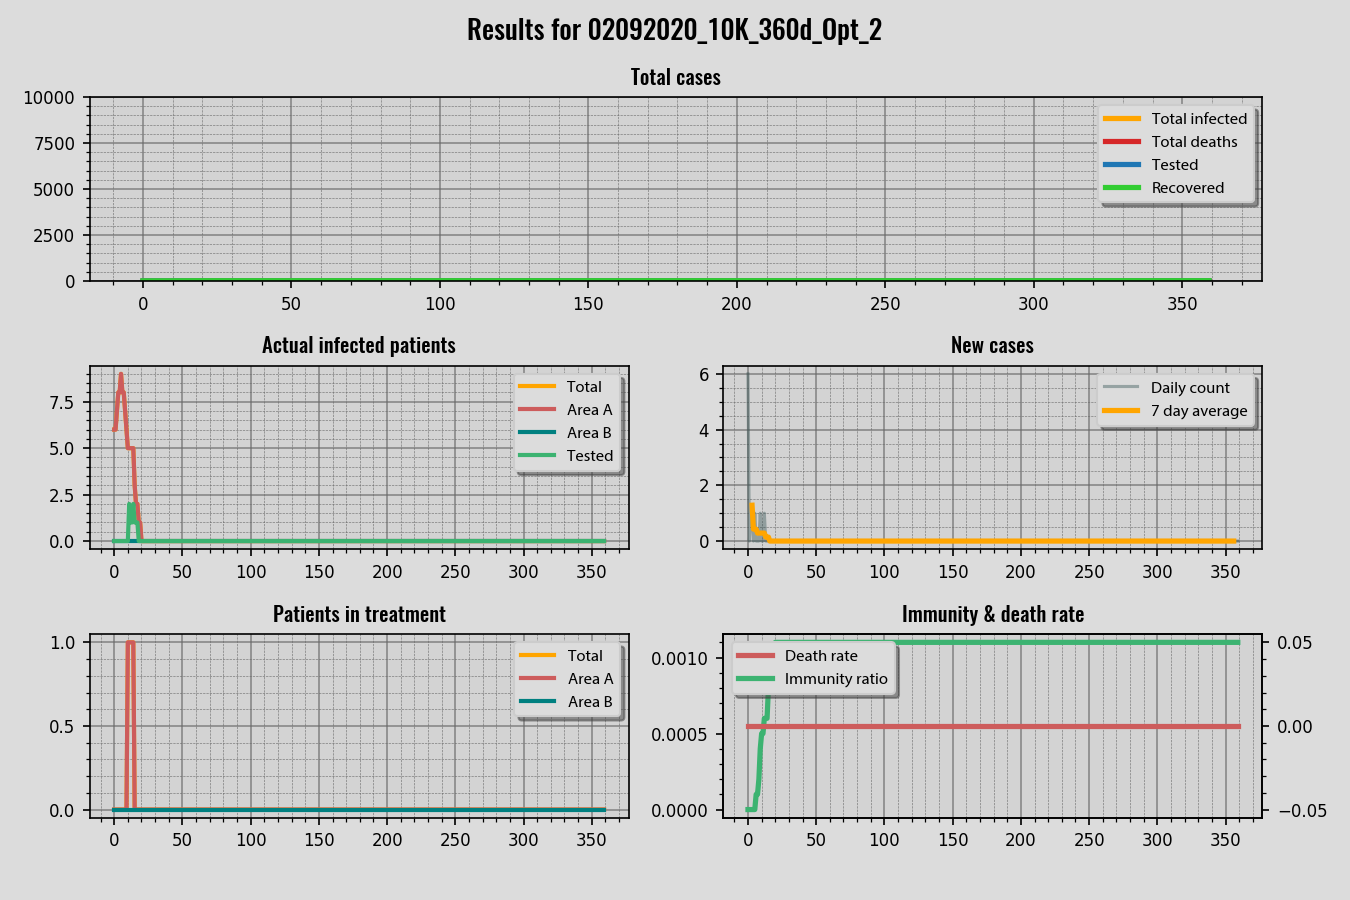 Results for 02092020_10K_360d_Opt_2
Total cases
10000
7500
5000
2500
0
0 50 100 150 200 250 300 350
Total infected
Total deaths
Tested
Recovered
Actual infected patients
7.5
5.0
2.5
0.0
0 50 100 150 200 250 300 350
Total
Area A
Area B
Tested
New cases
6
4
2
0
0 50 100 150 200 250 300 350
Daily count
7 day average
Patients in treatment
1.0
0.5
0.0
0 50 100 150 200 250 300 350
Total
Area A
Area B
Immunity & death rate
0.0010
0.0005
0.0000
0 50 100 150 200 250 300 350
0.05
0.00
−0.05
Death rate
Immunity ratio